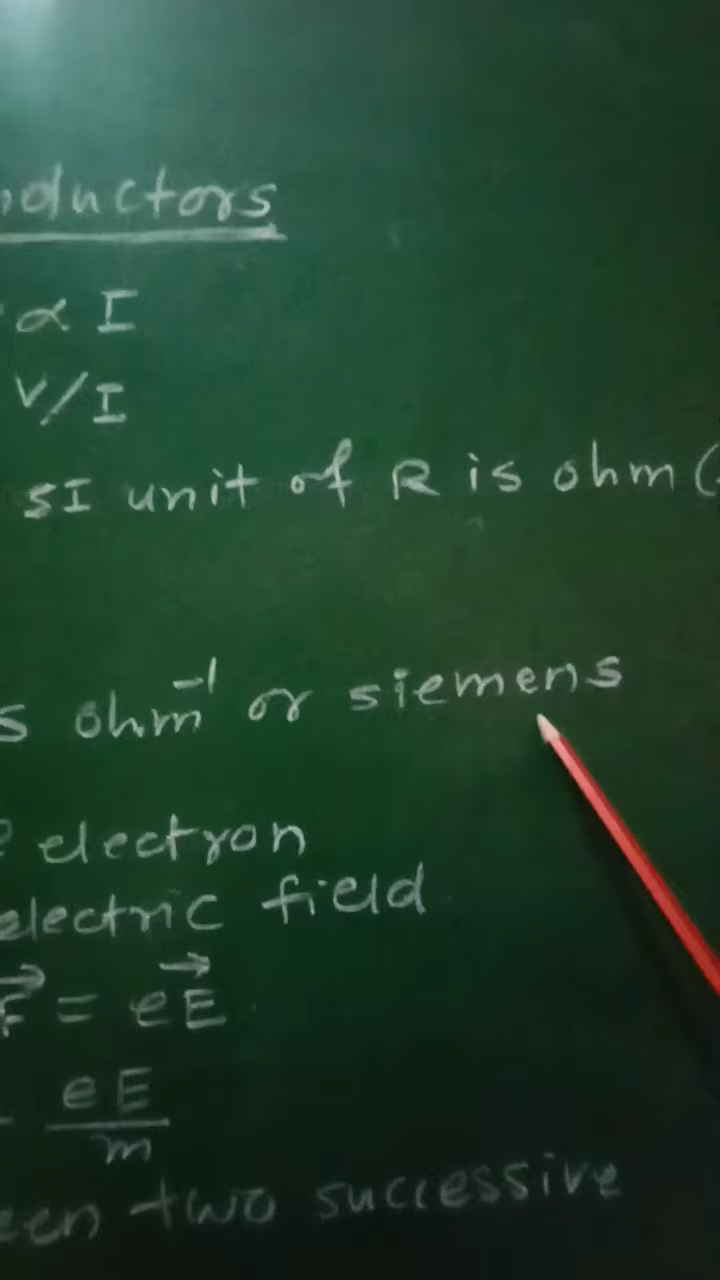 nductors
∝ I
V/I
SI unit of R is ohm (
s ohm⁻¹ or siemens
electron
electric field
F⃗ = eE⃗
eE
m
een two successive